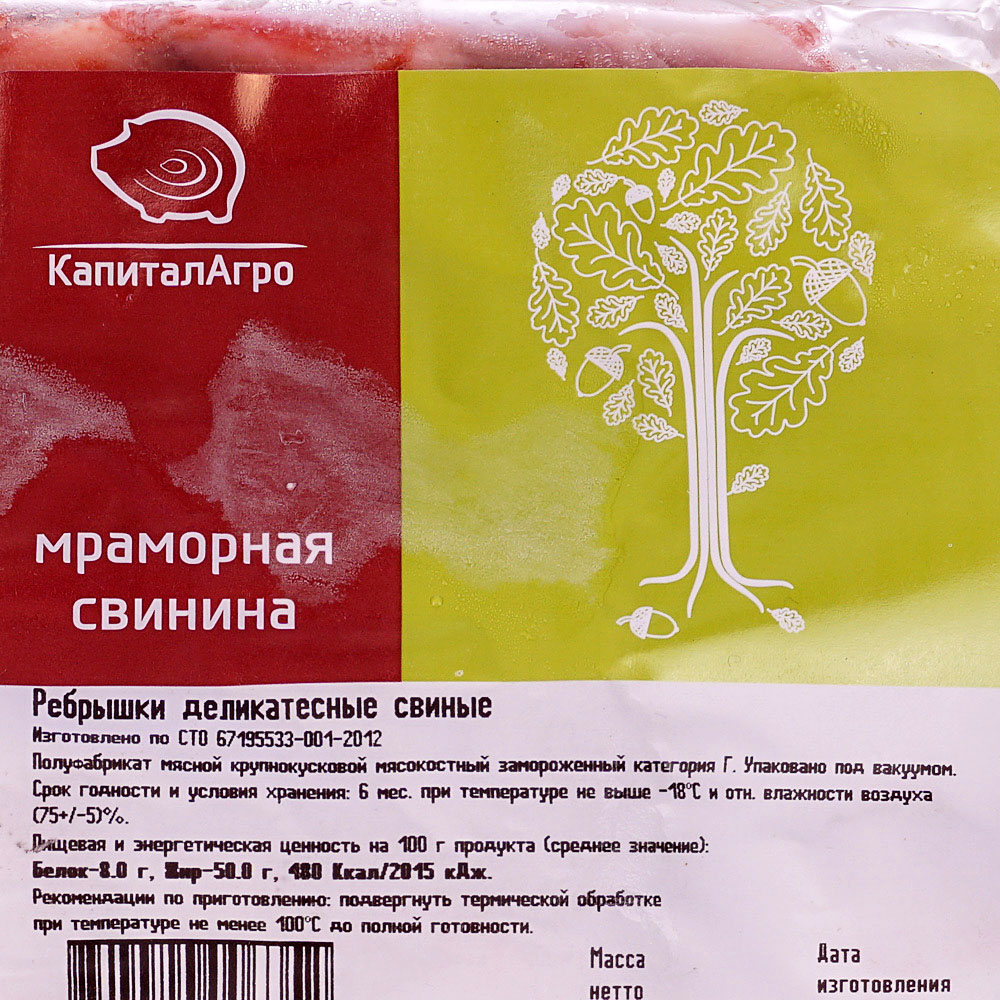 КапиталАгро
мраморная
свинина
Ребрышки деликатесные свиные
Изготовлено по СТО 67195533-001-2012
Полуфабрикат мясной крупнокусковой мясокостный замороженный категория Г. Упаковано под вакуумом.
Срок годности и условия хранения: 6 мес. при температуре не выше -18°С и отн. влажности воздуха
(75+/-5)%.
Пищевая и энергетическая ценность на 100 г продукта (среднее значение):
Белок-8.0 г, Жир-50.0 г, 480 Ккал/2015 кДж.
Рекомендации по приготовлению: подвергнуть термической обработке
при температуре не менее 100°С до полной готовности.
Масса
нетто
Дата
изготовления